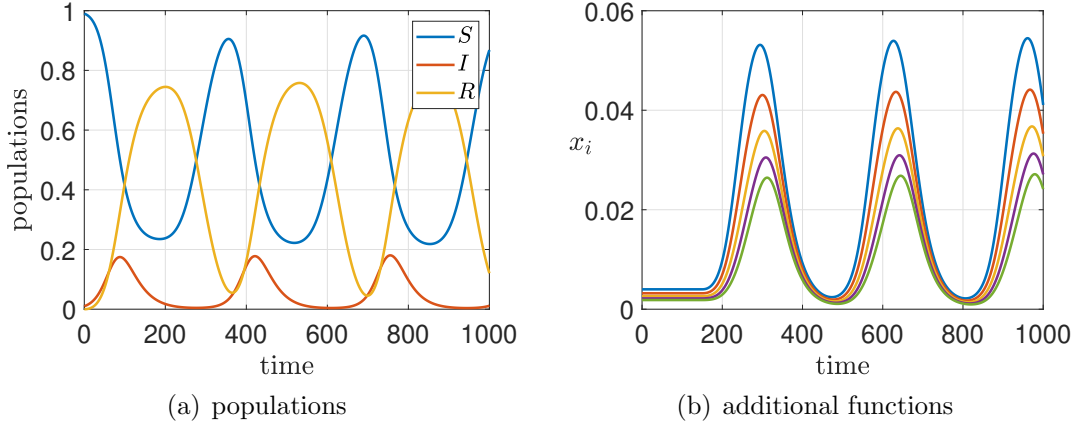 1
0.8
0.6
0.4
0.2
0
populations
S
I
R
0 200 400 600 800 1000
time
(a) populations
0.06
0.04
0.02
0
x_i
0 200 400 600 800 1000
time
(b) additional functions